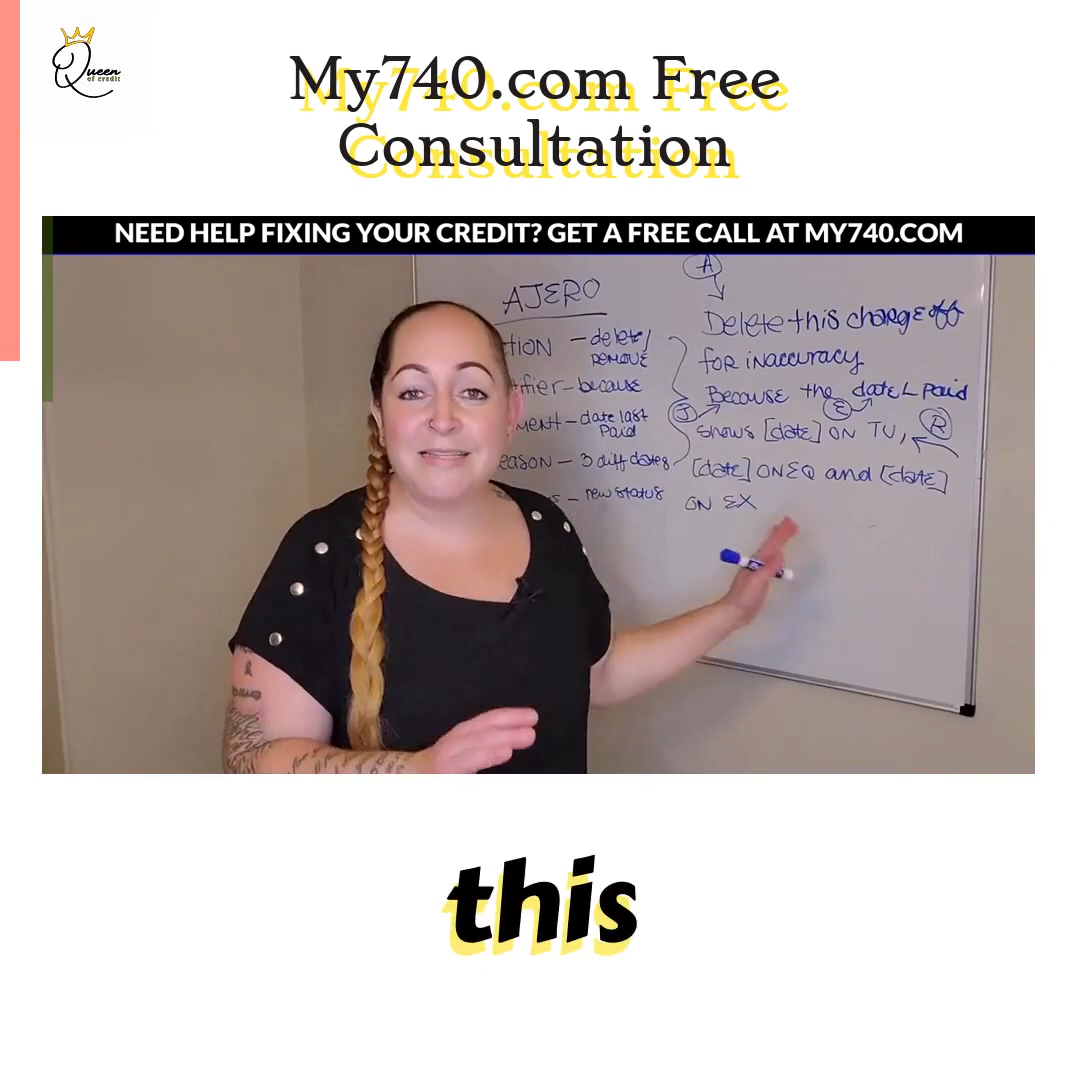 Queen
of credit
My740.com Free
Consultation
NEED HELP FIXING YOUR CREDIT? GET A FREE CALL AT MY740.COM
AJERO
tion - delete/
remove
tifier - because
ment - date last
Paid
eason - 3 diff dates
- new status
A
Delete this charge off
for inaccuracy
Because the date L paid
J
E
R
shows [date] on TU,
[date] on EQ and [date]
on EX
this